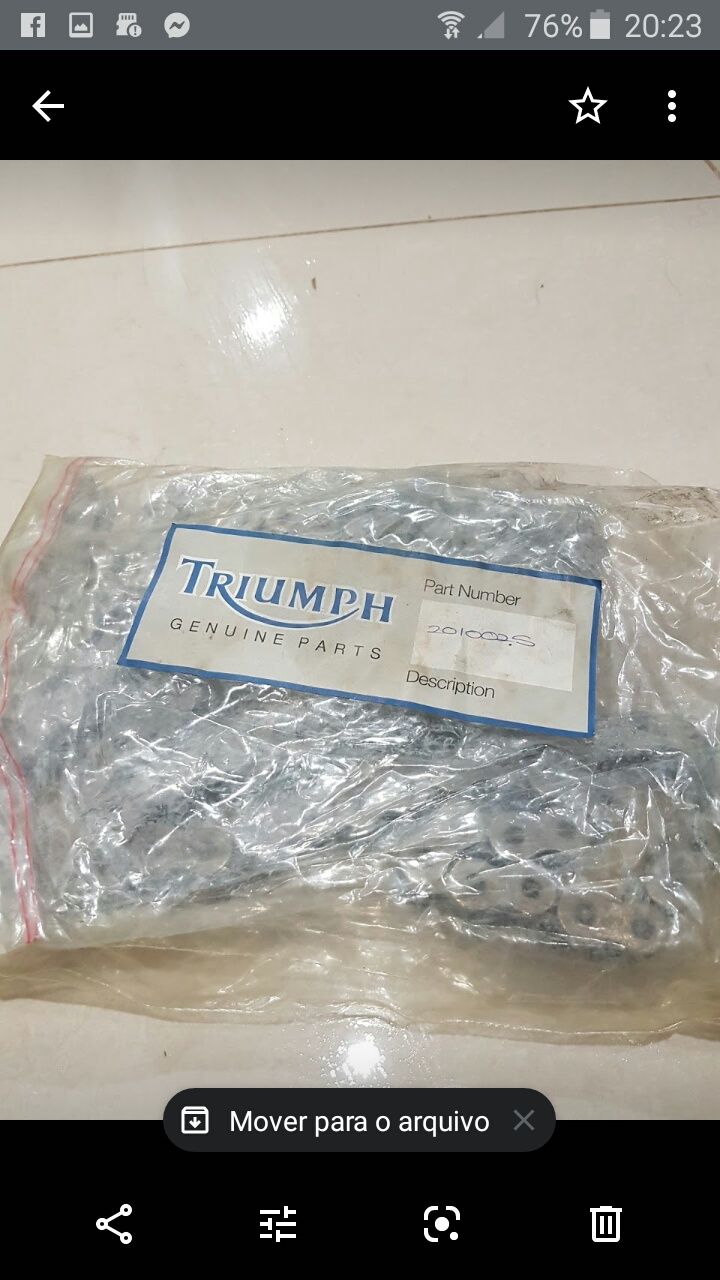 76% 20:23
TRIUMPH
GENUINE PARTS
Part Number
Description
Mover para o arquivo